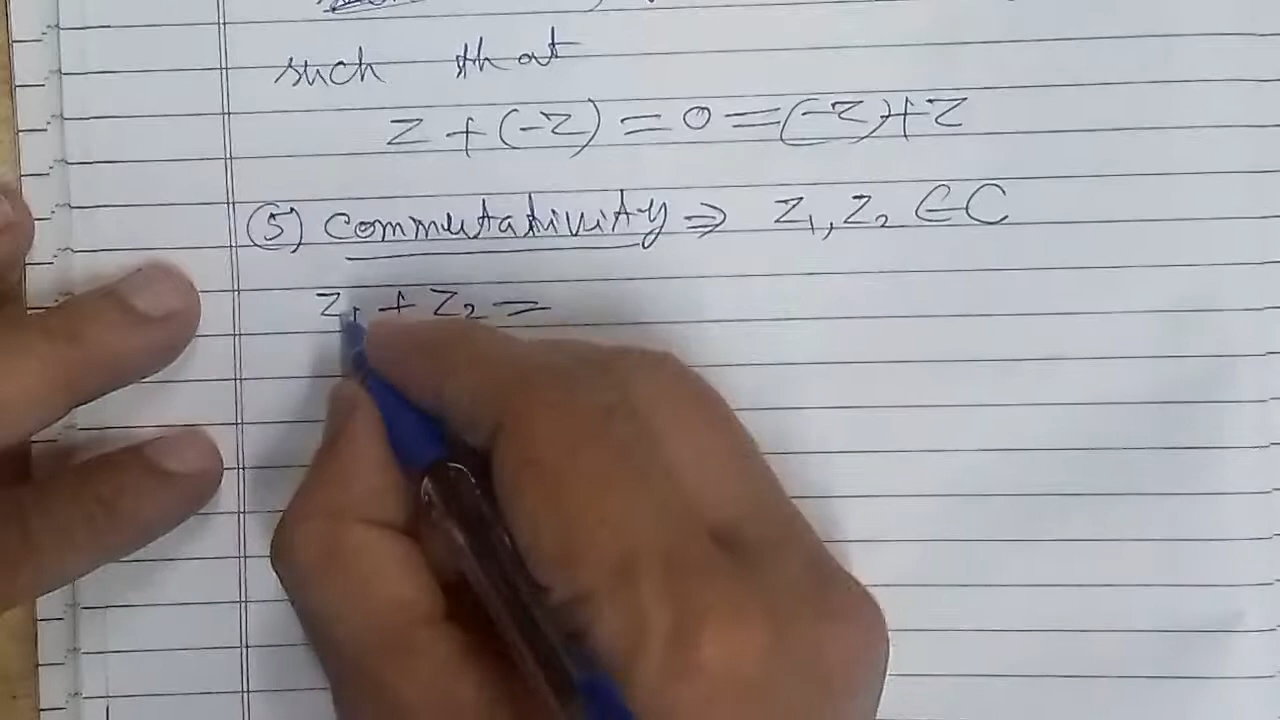 such that
z + (-z) = 0 = (-z) + z
(5) commutativity ⇒ z₁, z₂ ∈ C
z₁ + z₂ =